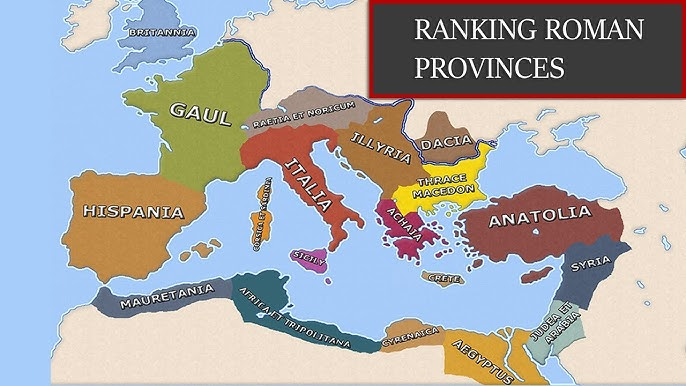 RANKING ROMAN
PROVINCES
BRITANNIA
GAUL
RAETIA ET NORICUM
ILLYRIA
DACIA
ITALIA
THRACE
MACEDON
HISPANIA
CORSICA ET SARDINIA
ACHAIA
ANATOLIA
SICILY
CRETE
SYRIA
MAURETANIA
AFRICA ET TRIPOLITANA
CYRENAICA
JUDEA ET
ARABIA
AEGYPTUS